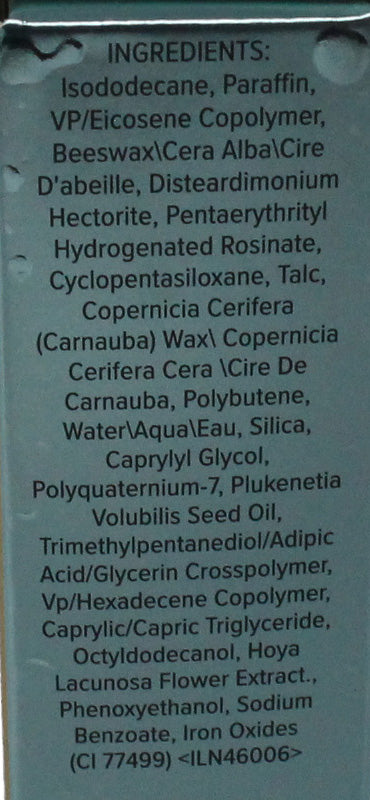 INGREDIENTS:
Isododecane, Paraffin,
VP/Eicosene Copolymer,
Beeswax\Cera Alba\Cire
D'abeille, Disteardimonium
Hectorite, Pentaerythrityl
Hydrogenated Rosinate,
Cyclopentasiloxane, Talc,
Copernicia Cerifera
(Carnauba) Wax\ Copernicia
Cerifera Cera \Cire De
Carnauba, Polybutene,
Water\Aqua\Eau, Silica,
Caprylyl Glycol,
Polyquaternium-7, Plukenetia
Volubilis Seed Oil,
Trimethylpentanediol/Adipic
Acid/Glycerin Crosspolymer,
Vp/Hexadecene Copolymer,
Caprylic/Capric Triglyceride,
Octyldodecanol, Hoya
Lacunosa Flower Extract.,
Phenoxyethanol, Sodium
Benzoate, Iron Oxides
(CI 77499) <ILN46006>